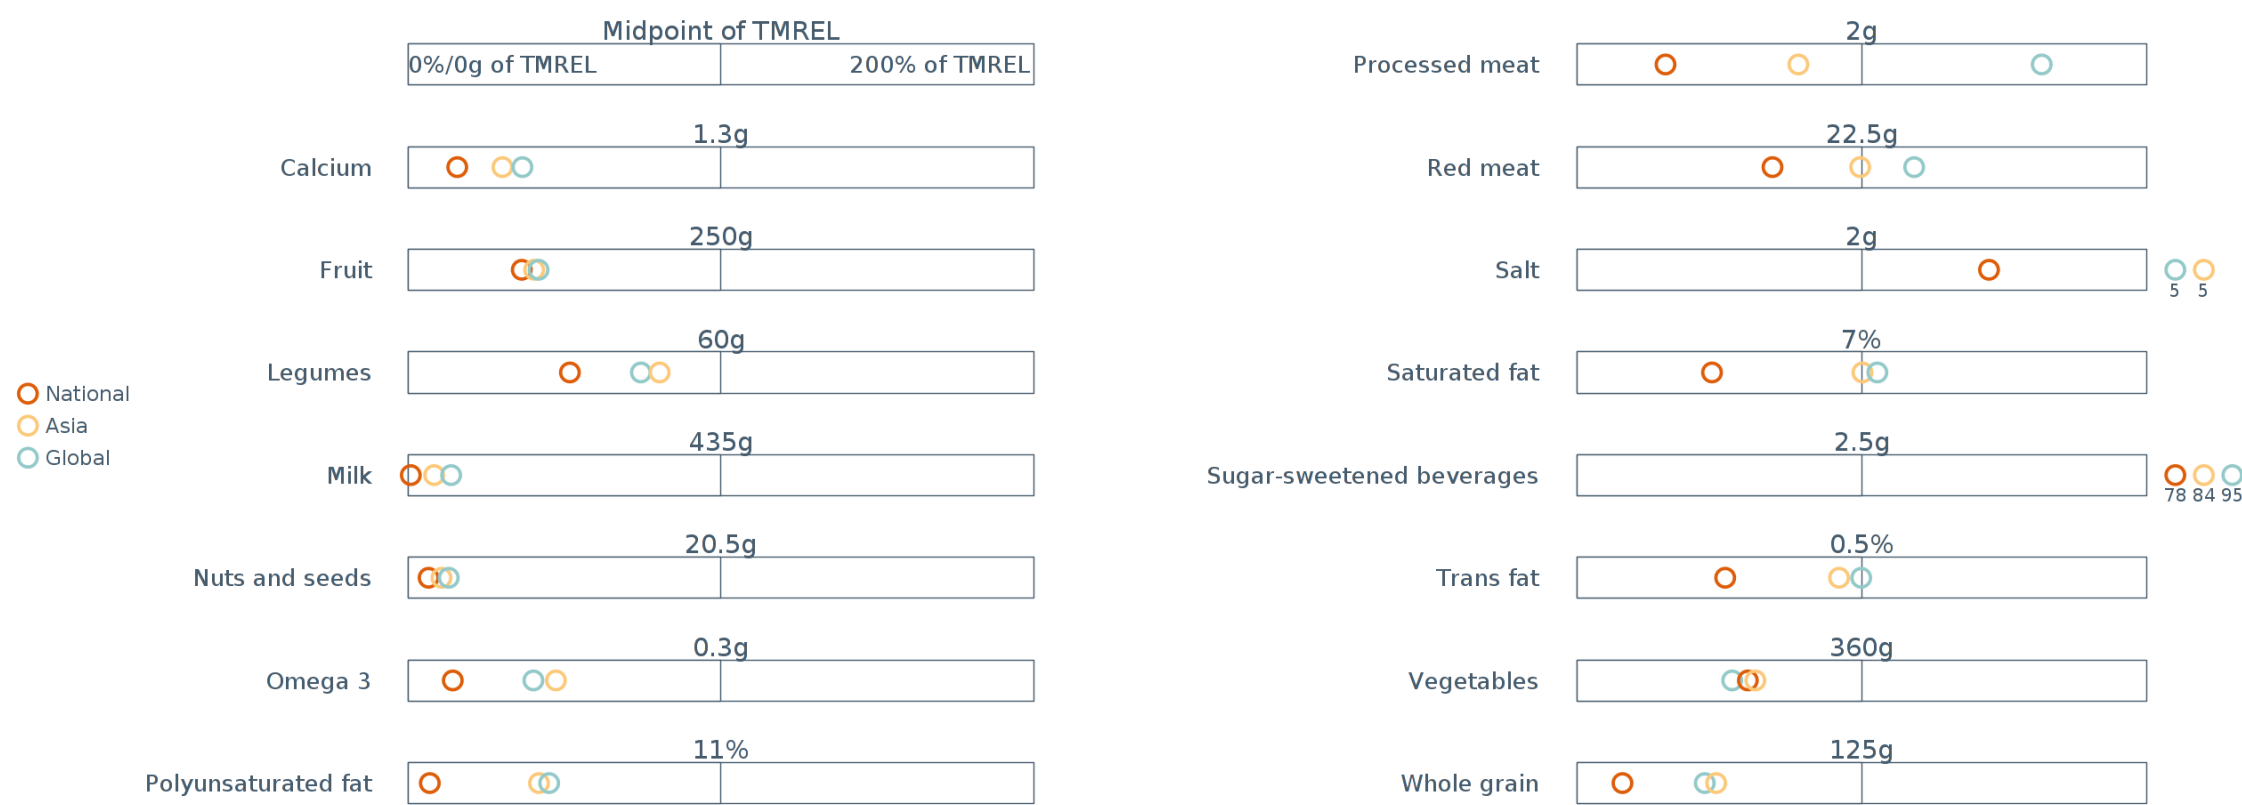 Midpoint of TMREL
0%/0g of TMREL
200% of TMREL
1.3g
Calcium
250g
Fruit
60g
Legumes
435g
Milk
20.5g
Nuts and seeds
0.3g
Omega 3
11%
Polyunsaturated fat
National
Asia
Global
2g
Processed meat
22.5g
Red meat
2g
Salt
5 5
7%
Saturated fat
2.5g
Sugar-sweetened beverages
78 84 95
0.5%
Trans fat
360g
Vegetables
125g
Whole grain